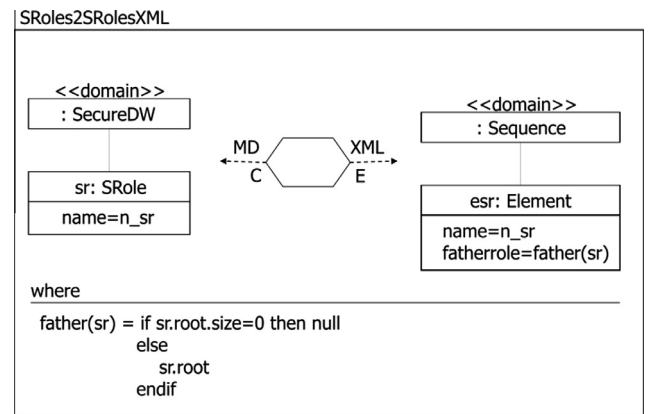 SRoles2SRolesXML
<<domain>>
: SecureDW
sr: SRole
name=n_sr
MD
C
XML
E
<<domain>>
: Sequence
esr: Element
name=n_sr
fatherrole=father(sr)
where
father(sr) = if sr.root.size=0 then null
else
sr.root
endif